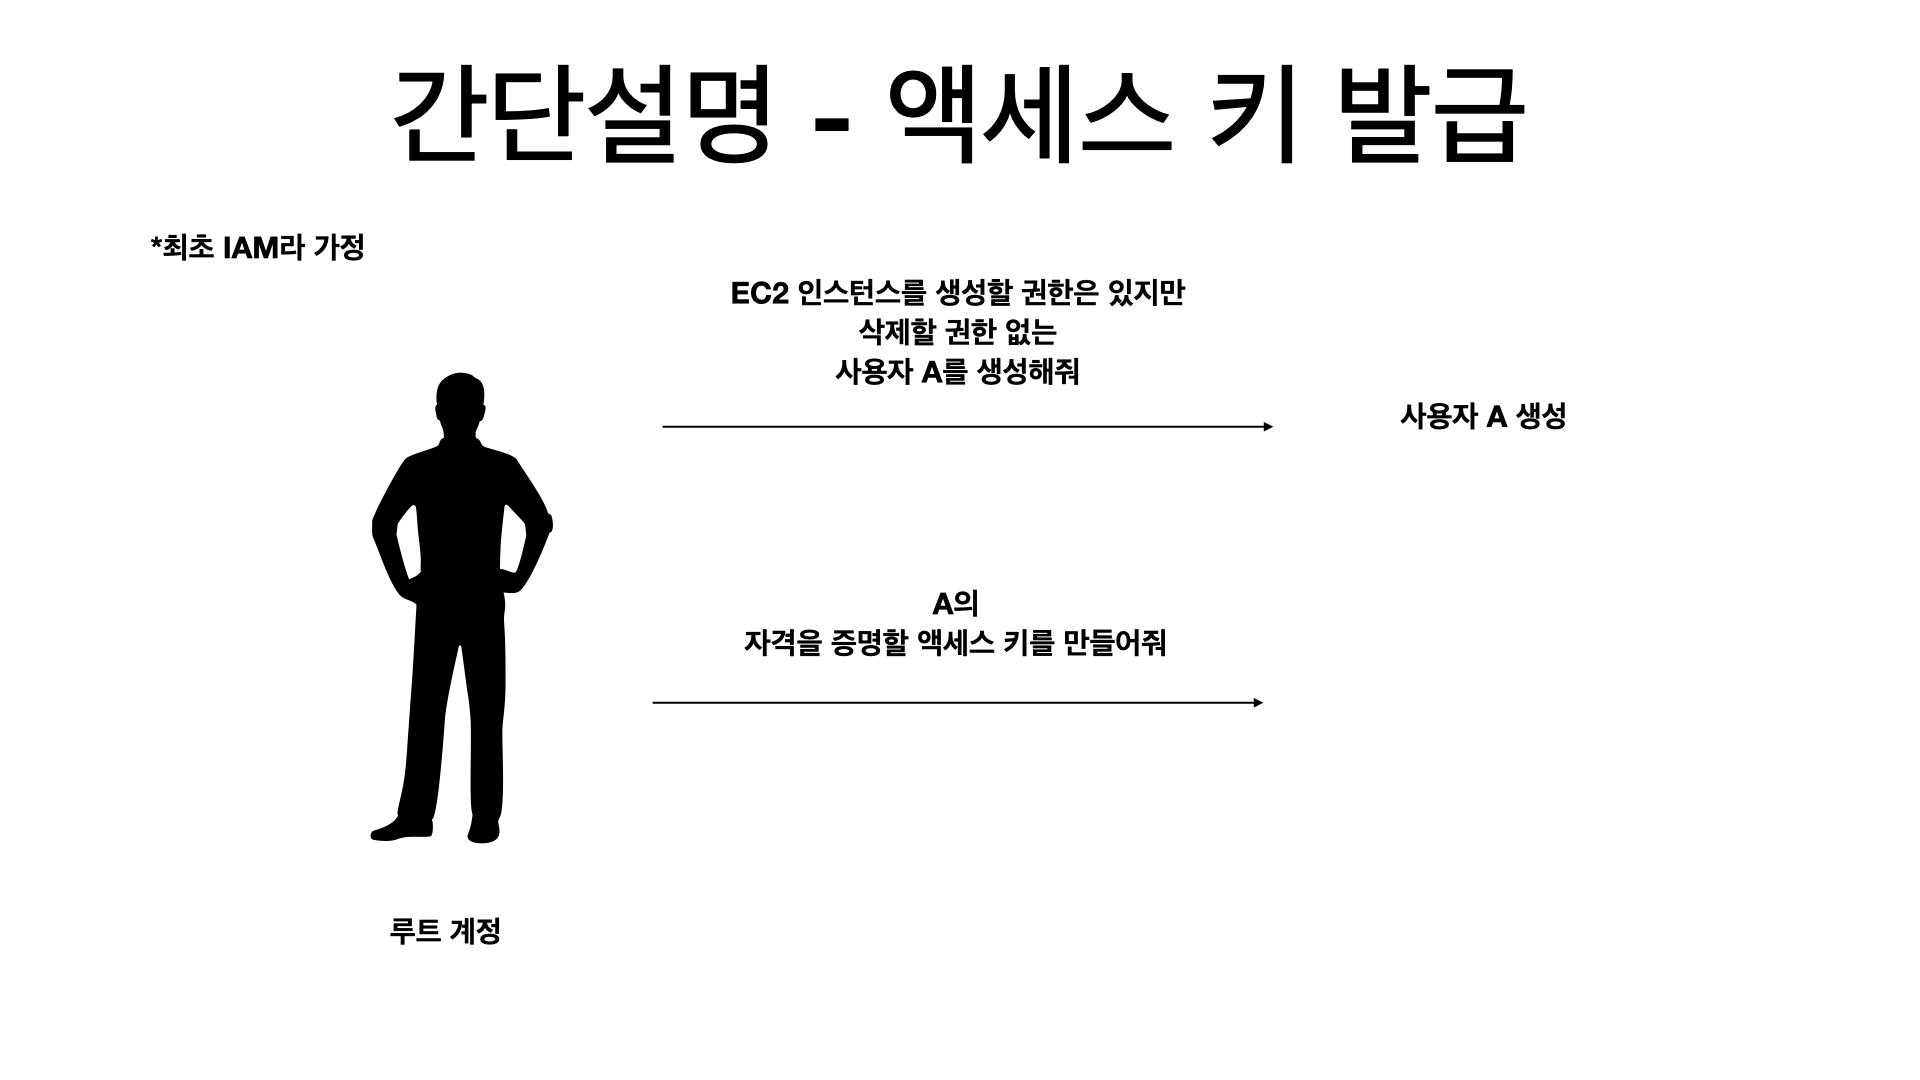 간단설명 - 액세스 키 발급
*최초 IAM라 가정
EC2 인스턴스를 생성할 권한은 있지만
삭제할 권한 없는
사용자 A를 생성해줘
사용자 A 생성
A의
자격을 증명할 액세스 키를 만들어줘
루트 계정